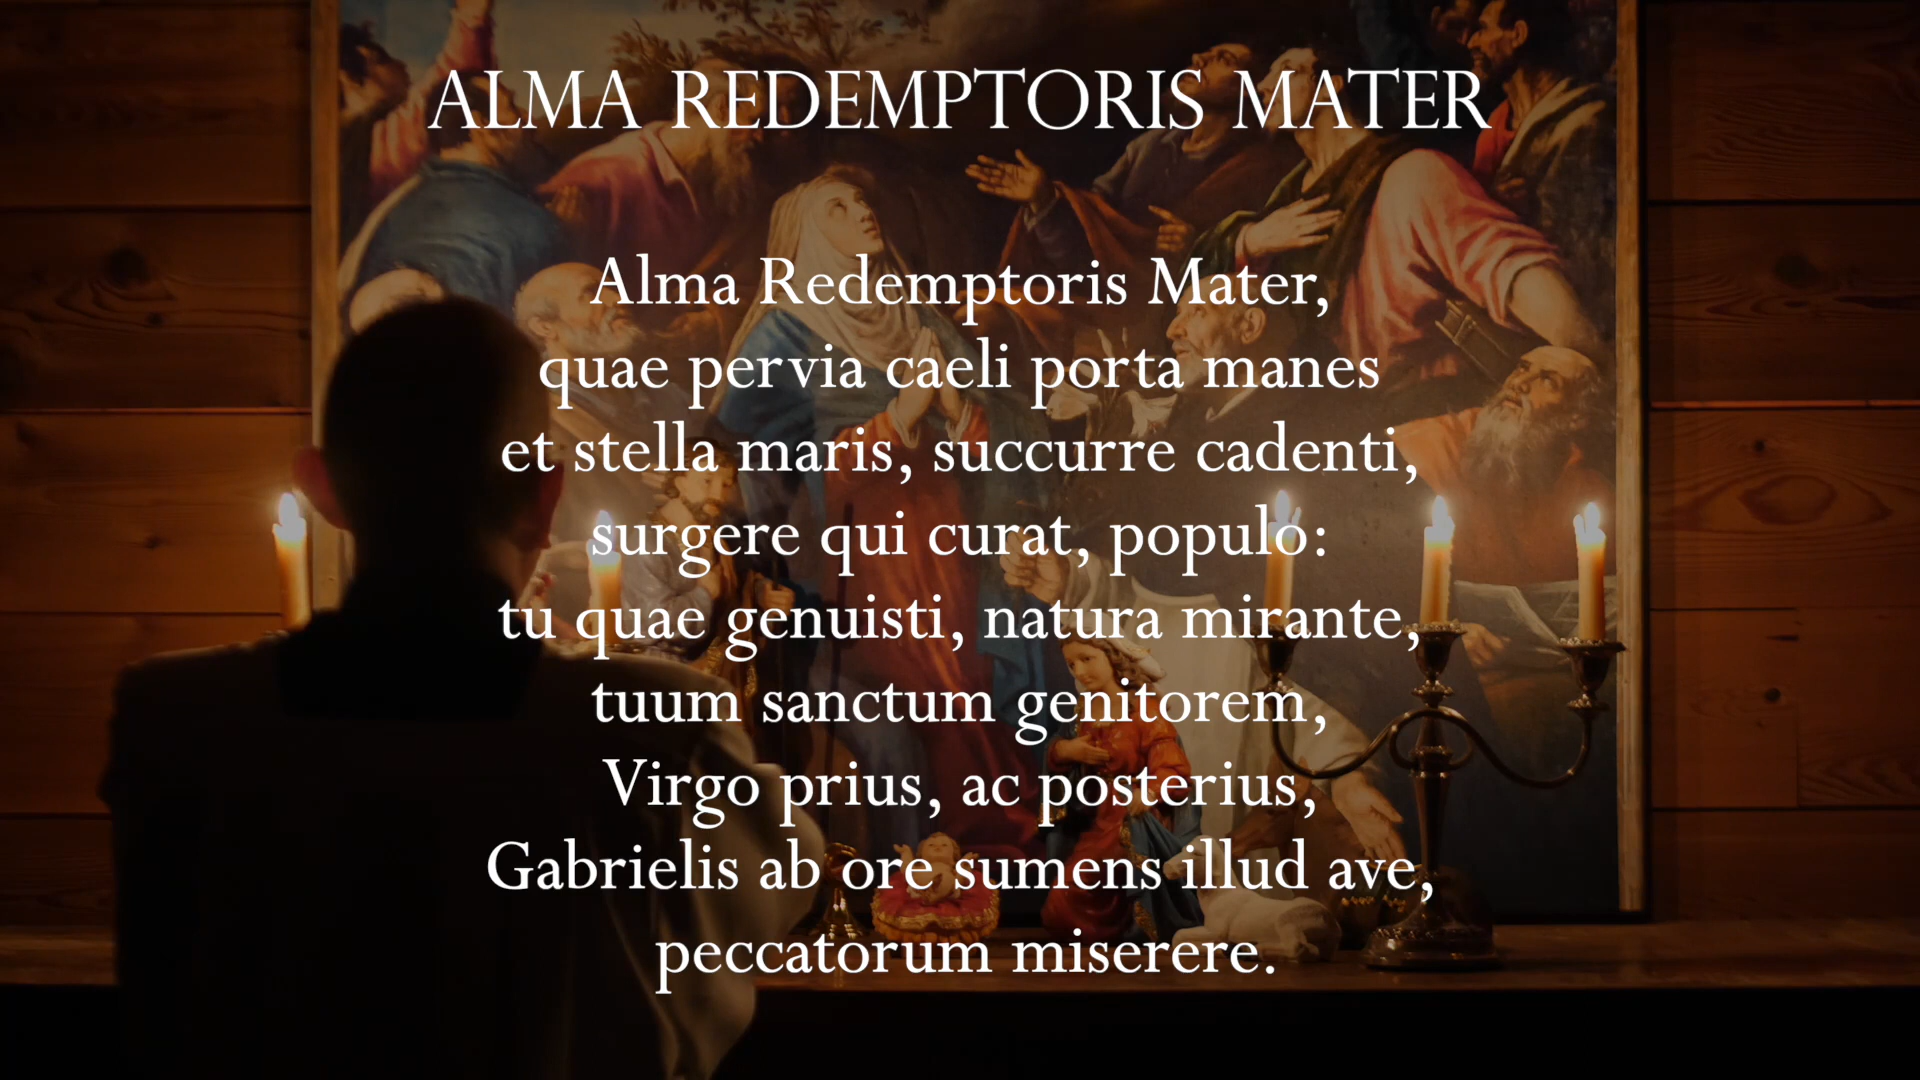 ALMA REDEMPTORIS MATER
Alma Redemptoris Mater,
quae pervia caeli porta manes
et stella maris, succurre cadenti,
surgere qui curat, populo:
tu quae genuisti, natura mirante,
tuum sanctum genitorem,
Virgo prius, ac posterius,
Gabrielis ab ore sumens illud ave,
peccatorum miserere.